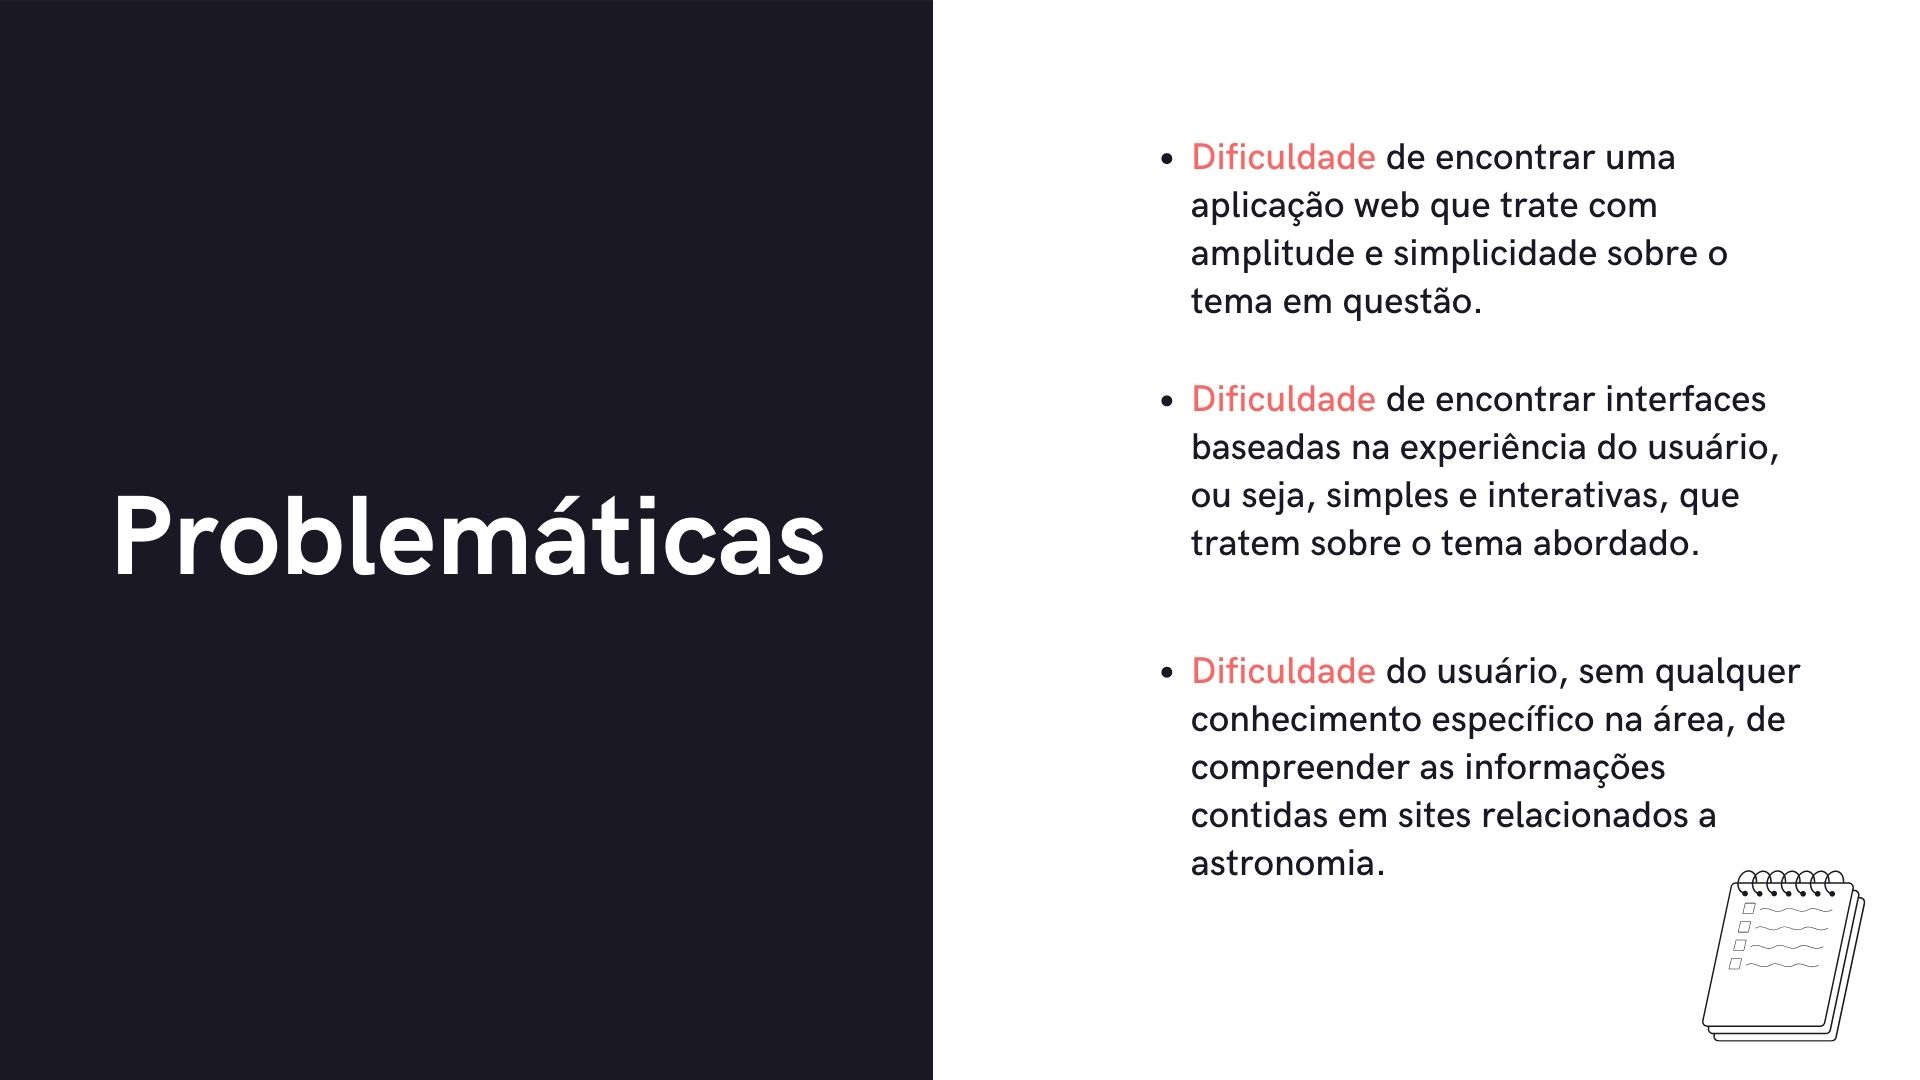 Problemáticas
• Dificuldade de encontrar uma
aplicação web que trate com
amplitude e simplicidade sobre o
tema em questão.
• Dificuldade de encontrar interfaces
baseadas na experiência do usuário,
ou seja, simples e interativas, que
tratem sobre o tema abordado.
• Dificuldade do usuário, sem qualquer
conhecimento específico na área, de
compreender as informações
contidas em sites relacionados a
astronomia.